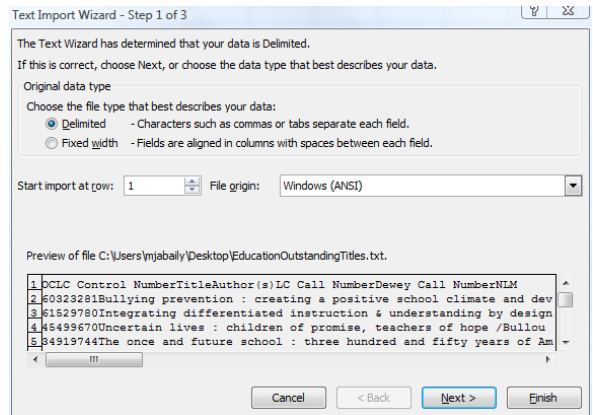 Text Import Wizard - Step 1 of 3
The Text Wizard has determined that your data is Delimited.
If this is correct, choose Next, or choose the data type that best describes your data.
Original data type
Choose the file type that best describes your data:
Delimited - Characters such as commas or tabs separate each field.
Fixed width - Fields are aligned in columns with spaces between each field.
Start import at row: 1 File origin: Windows (ANSI)
Preview of file C:\Users\mjabaily\Desktop\EducationOutstandingTitles.txt.
1 OCLC Control NumberTitleAuthor(s)LC Call NumberDewey Call NumberNLM
2 60323281Bullying prevention : creating a positive school climate and dev
3 61529780Integrating differentiated instruction & understanding by design
4 45499670Uncertain lives : children of promise, teachers of hope /Bullou
5 34919744The once and future school : three hundred and fifty years of Am
Cancel < Back Next > Finish